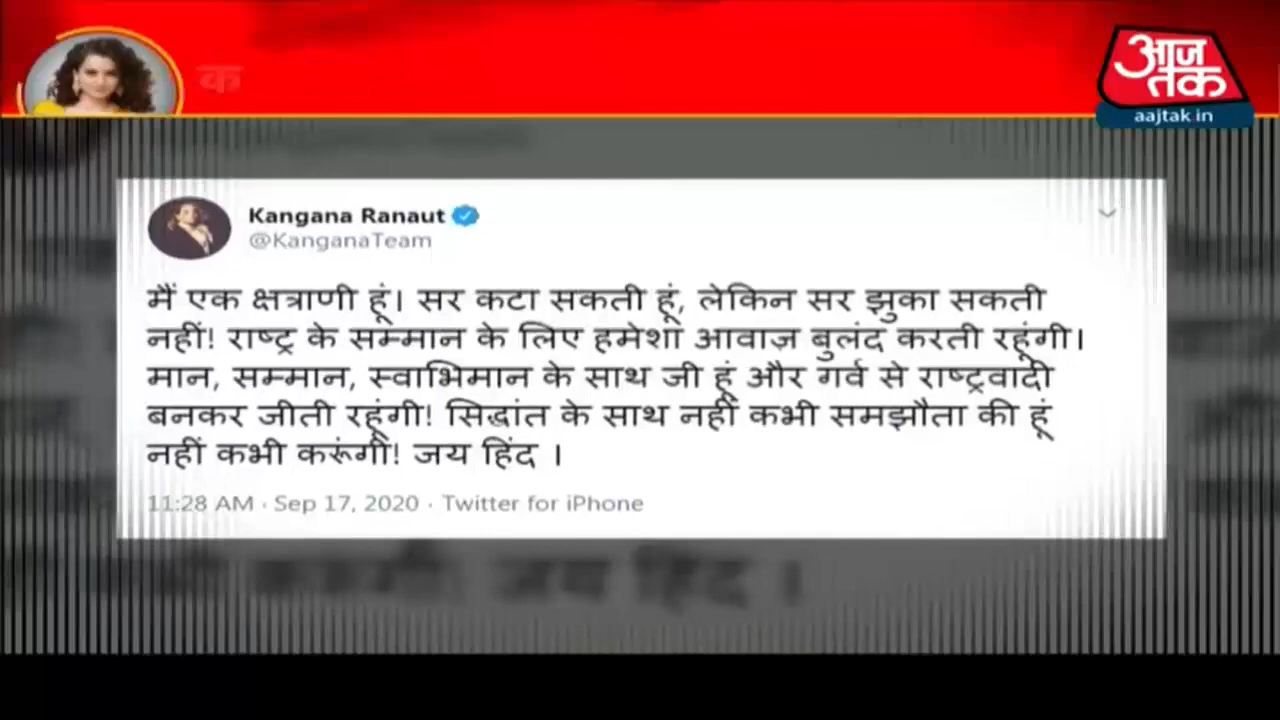 क
आज
तक
aajtak.in
Kangana Ranaut
@KanganaTeam
मैं एक क्षत्राणी हूं। सर कटा सकती हूं, लेकिन सर झुका सकती
नहीं! राष्ट्र के सम्मान के लिए हमेशा आवाज़ बुलंद करती रहूंगी।
मान, सम्मान, स्वाभिमान के साथ जी हूं और गर्व से राष्ट्रवादी
बनकर जीती रहूंगी! सिद्धांत के साथ नहीं कभी समझौता की हूं
नहीं कभी करूंगी! जय हिंद ।
11:28 AM · Sep 17, 2020 · Twitter for iPhone
जय हिंद ।